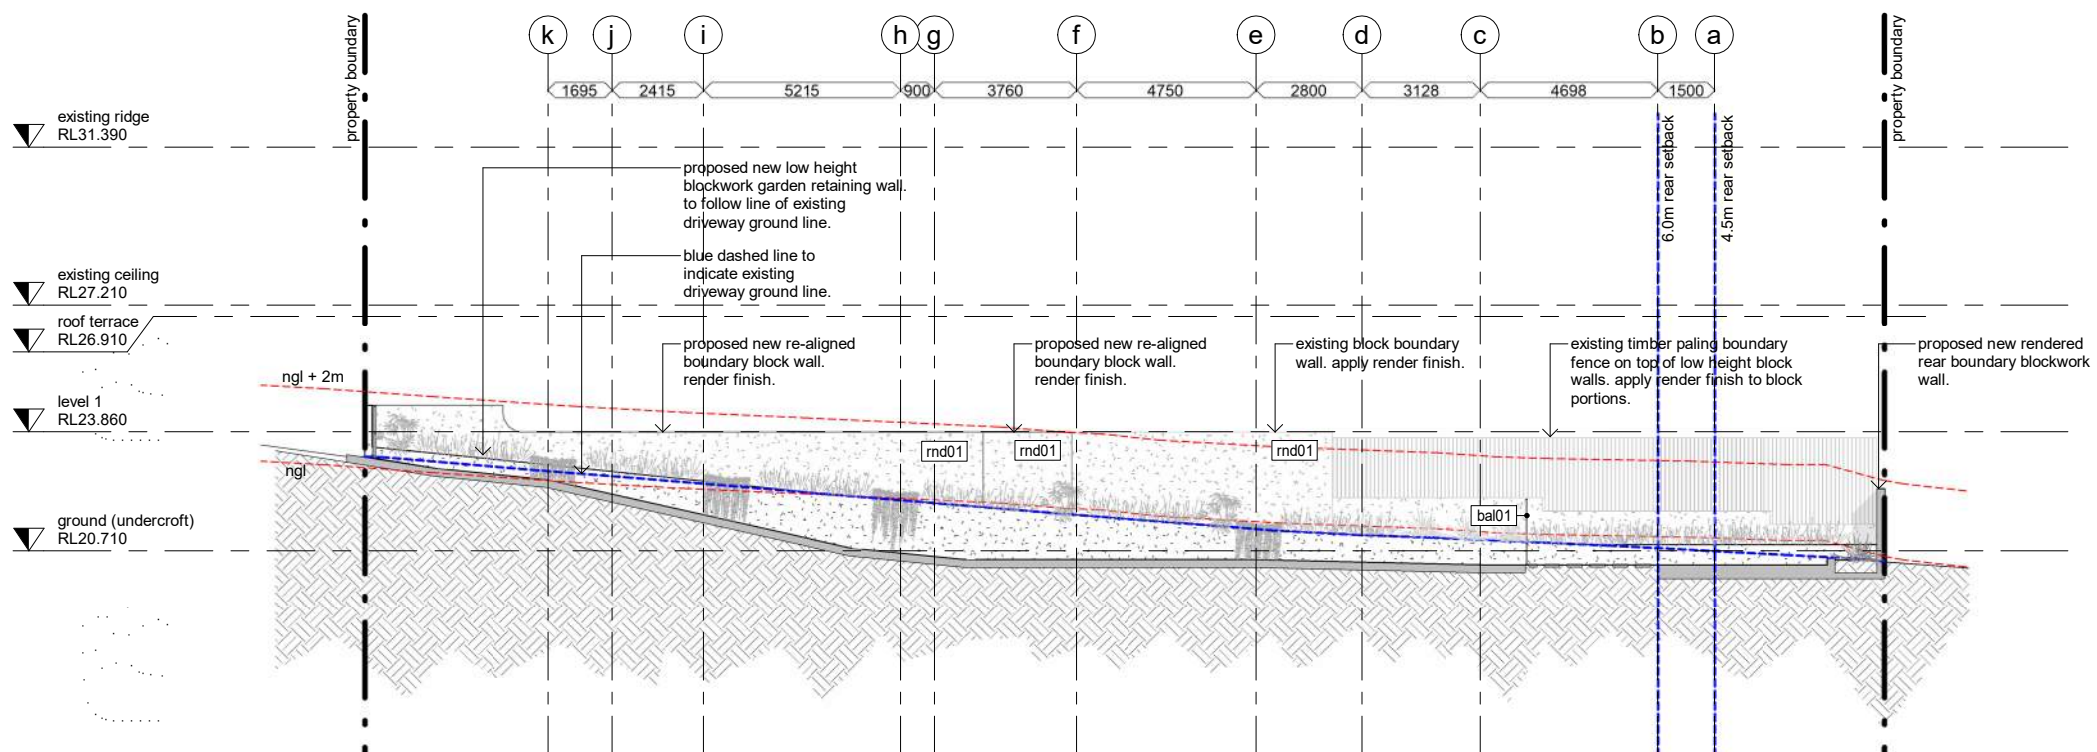 property boundary
k
j
i
h
g
f
e
d
c
b
a
property boundary
1695
2415
5215
900
3760
4750
2800
3128
4698
1500
existing ridge
RL31.390
6.0m rear setback
4.5m rear setback
proposed new low height
blockwork garden retaining wall.
to follow line of existing
driveway ground line.
blue dashed line to
indicate existing
driveway ground line.
existing ceiling
RL27.210
roof terrace
RL26.910
proposed new re-aligned
boundary block wall.
render finish.
proposed new re-aligned
boundary block wall.
render finish.
existing block boundary
wall. apply render finish.
existing timber paling boundary
fence on top of low height block
walls. apply render finish to block
portions.
proposed new rendered
rear boundary blockwork
wall.
ngl + 2m
level 1
RL23.860
rnd01
rnd01
rnd01
ngl
bal01
ground (undercroft)
RL20.710